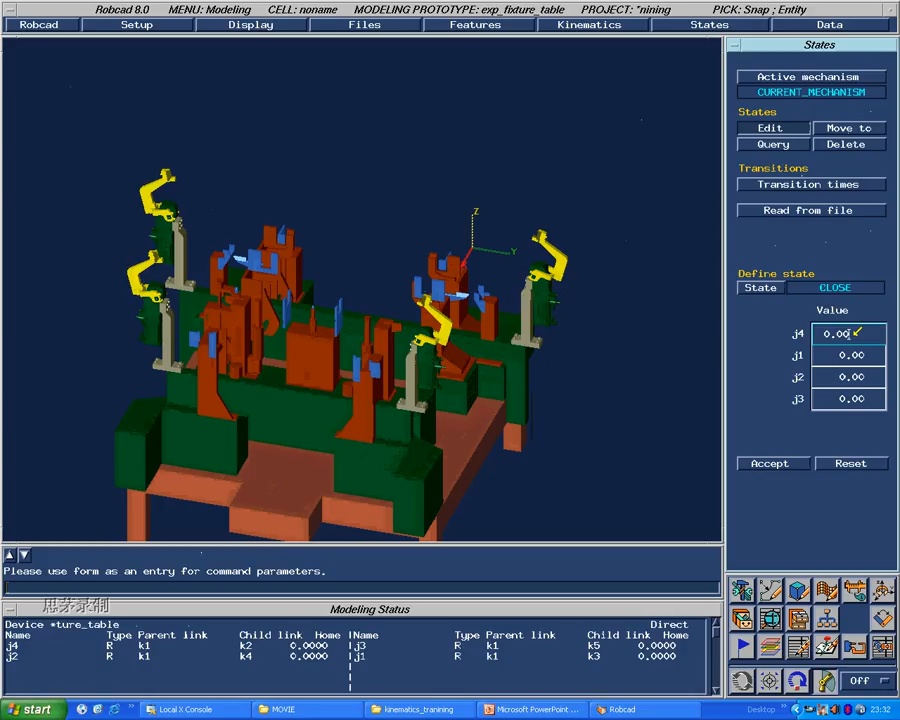 Robcad 8.0 MENU: Modeling CELL: noname MODELING PROTOTYPE: exp_fixture_table PROJECT: *nining PICK: Snap ; Entity
Robcad Setup Display Files Features Kinematics States Data
States
Active mechanism
CURRENT_MECHANISM
States
Edit Move to
Query Delete
Transitions
Transition times
Read from file
Define state
State CLOSE
Value
j4 0.00
j1 0.00
j2 0.00
j3 0.00
Accept Reset
Z
Y
Please use form as an entry for command parameters.
思茅录制
Modeling Status
Device *ture_table Direct
Name Type Parent link Child link Home |Name Type Parent link Child link Home
j4 R k1 k2 0.0000 j3 R k1 k5 0.0000
j2 R k1 k4 0.0000 j1 R k1 k3 0.0000
Off
start Local X Console MOVIE kinematics_tranining Microsoft PowerPoint ... Robcad Desktop 23:32